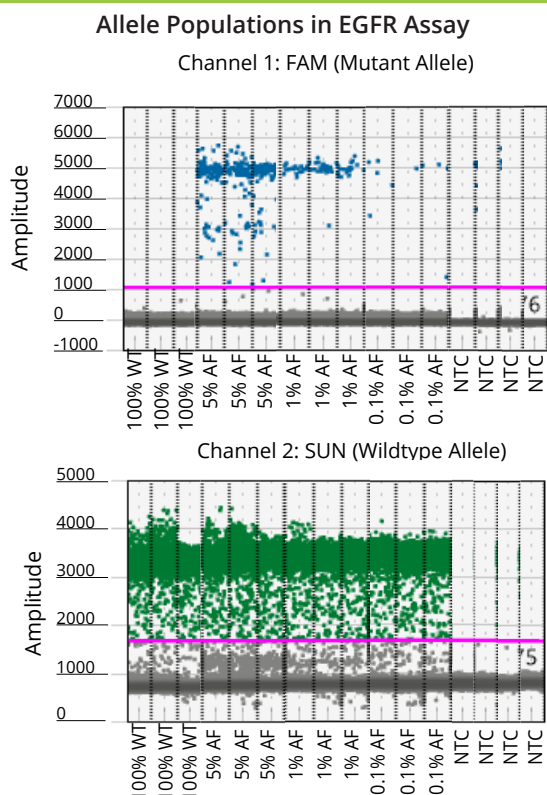 Allele Populations in EGFR Assay
Channel 1: FAM (Mutant Allele)
7000
6000
5000
4000
3000
2000
1000
0
-1000
Amplitude
100% WT
100% WT
100% WT
5% AF
5% AF
5% AF
1% AF
1% AF
1% AF
0.1% AF
0.1% AF
0.1% AF
NTC
NTC
NTC
NTC
Channel 2: SUN (Wildtype Allele)
5000
4000
3000
2000
1000
0
Amplitude
100% WT
100% WT
100% WT
5% AF
5% AF
5% AF
1% AF
1% AF
1% AF
0.1% AF
0.1% AF
0.1% AF
NTC
NTC
NTC
NTC